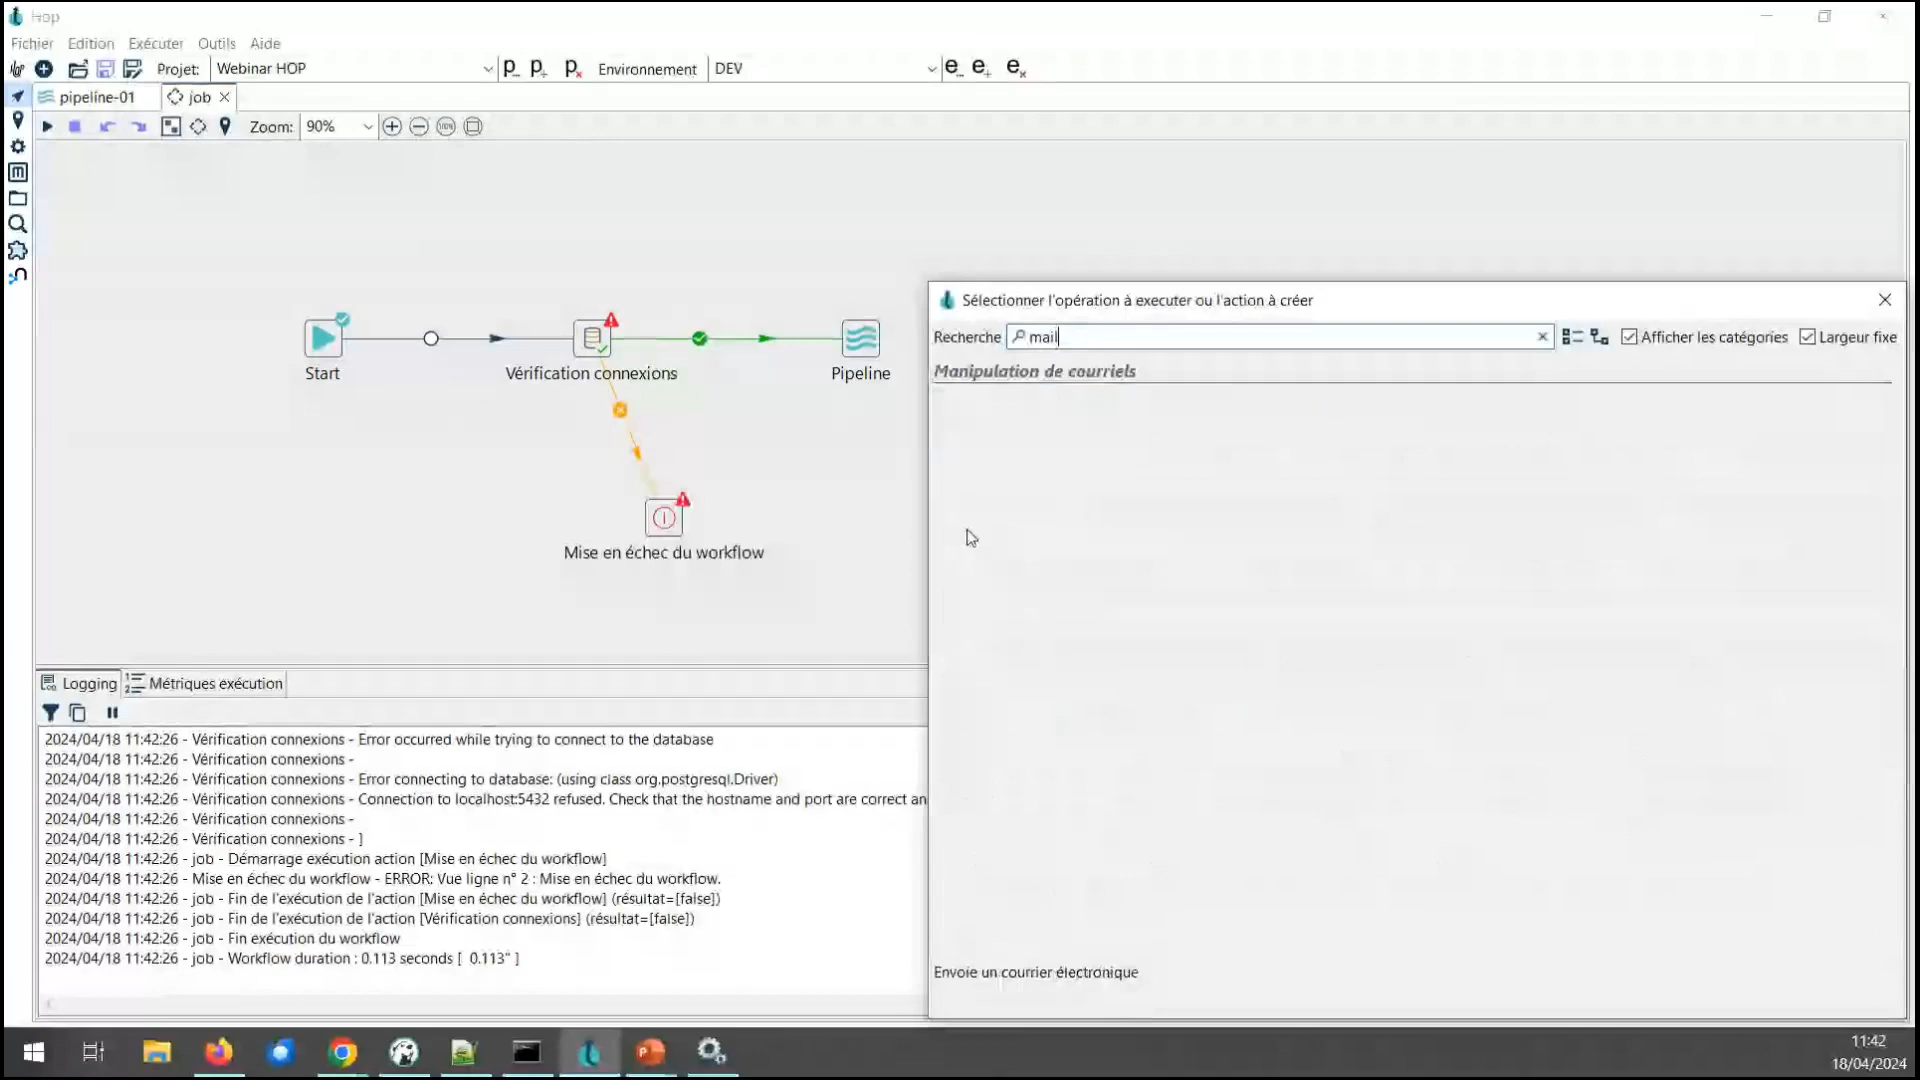 Hop
Fichier Edition Exécuter Outils Aide
Projet: Webinar HOP Environnement DEV
pipeline-01 job
Zoom: 90%
Start
Vérification connexions
Pipeline
Mise en échec du workflow
Sélectionner l'opération à executer ou l'action à créer
Recherche mail Afficher les catégories Largeur fixe
Manipulation de courriels
Envoie un courrier électronique
Logging Métriques exécution
2024/04/18 11:42:26 - Vérification connexions - Error occurred while trying to connect to the database
2024/04/18 11:42:26 - Vérification connexions -
2024/04/18 11:42:26 - Vérification connexions - Error connecting to database: (using class org.postgresql.Driver)
2024/04/18 11:42:26 - Vérification connexions - Connection to localhost:5432 refused. Check that the hostname and port are correct an
2024/04/18 11:42:26 - Vérification connexions -
2024/04/18 11:42:26 - Vérification connexions - ]
2024/04/18 11:42:26 - job - Démarrage exécution action [Mise en échec du workflow]
2024/04/18 11:42:26 - Mise en échec du workflow - ERROR: Vue ligne n° 2 : Mise en échec du workflow.
2024/04/18 11:42:26 - job - Fin de l'exécution de l'action [Mise en échec du workflow] (résultat=[false])
2024/04/18 11:42:26 - job - Fin de l'exécution de l'action [Vérification connexions] (résultat=[false])
2024/04/18 11:42:26 - job - Fin exécution du workflow
2024/04/18 11:42:26 - job - Workflow duration : 0.113 seconds [ 0.113" ]
11:42
18/04/2024